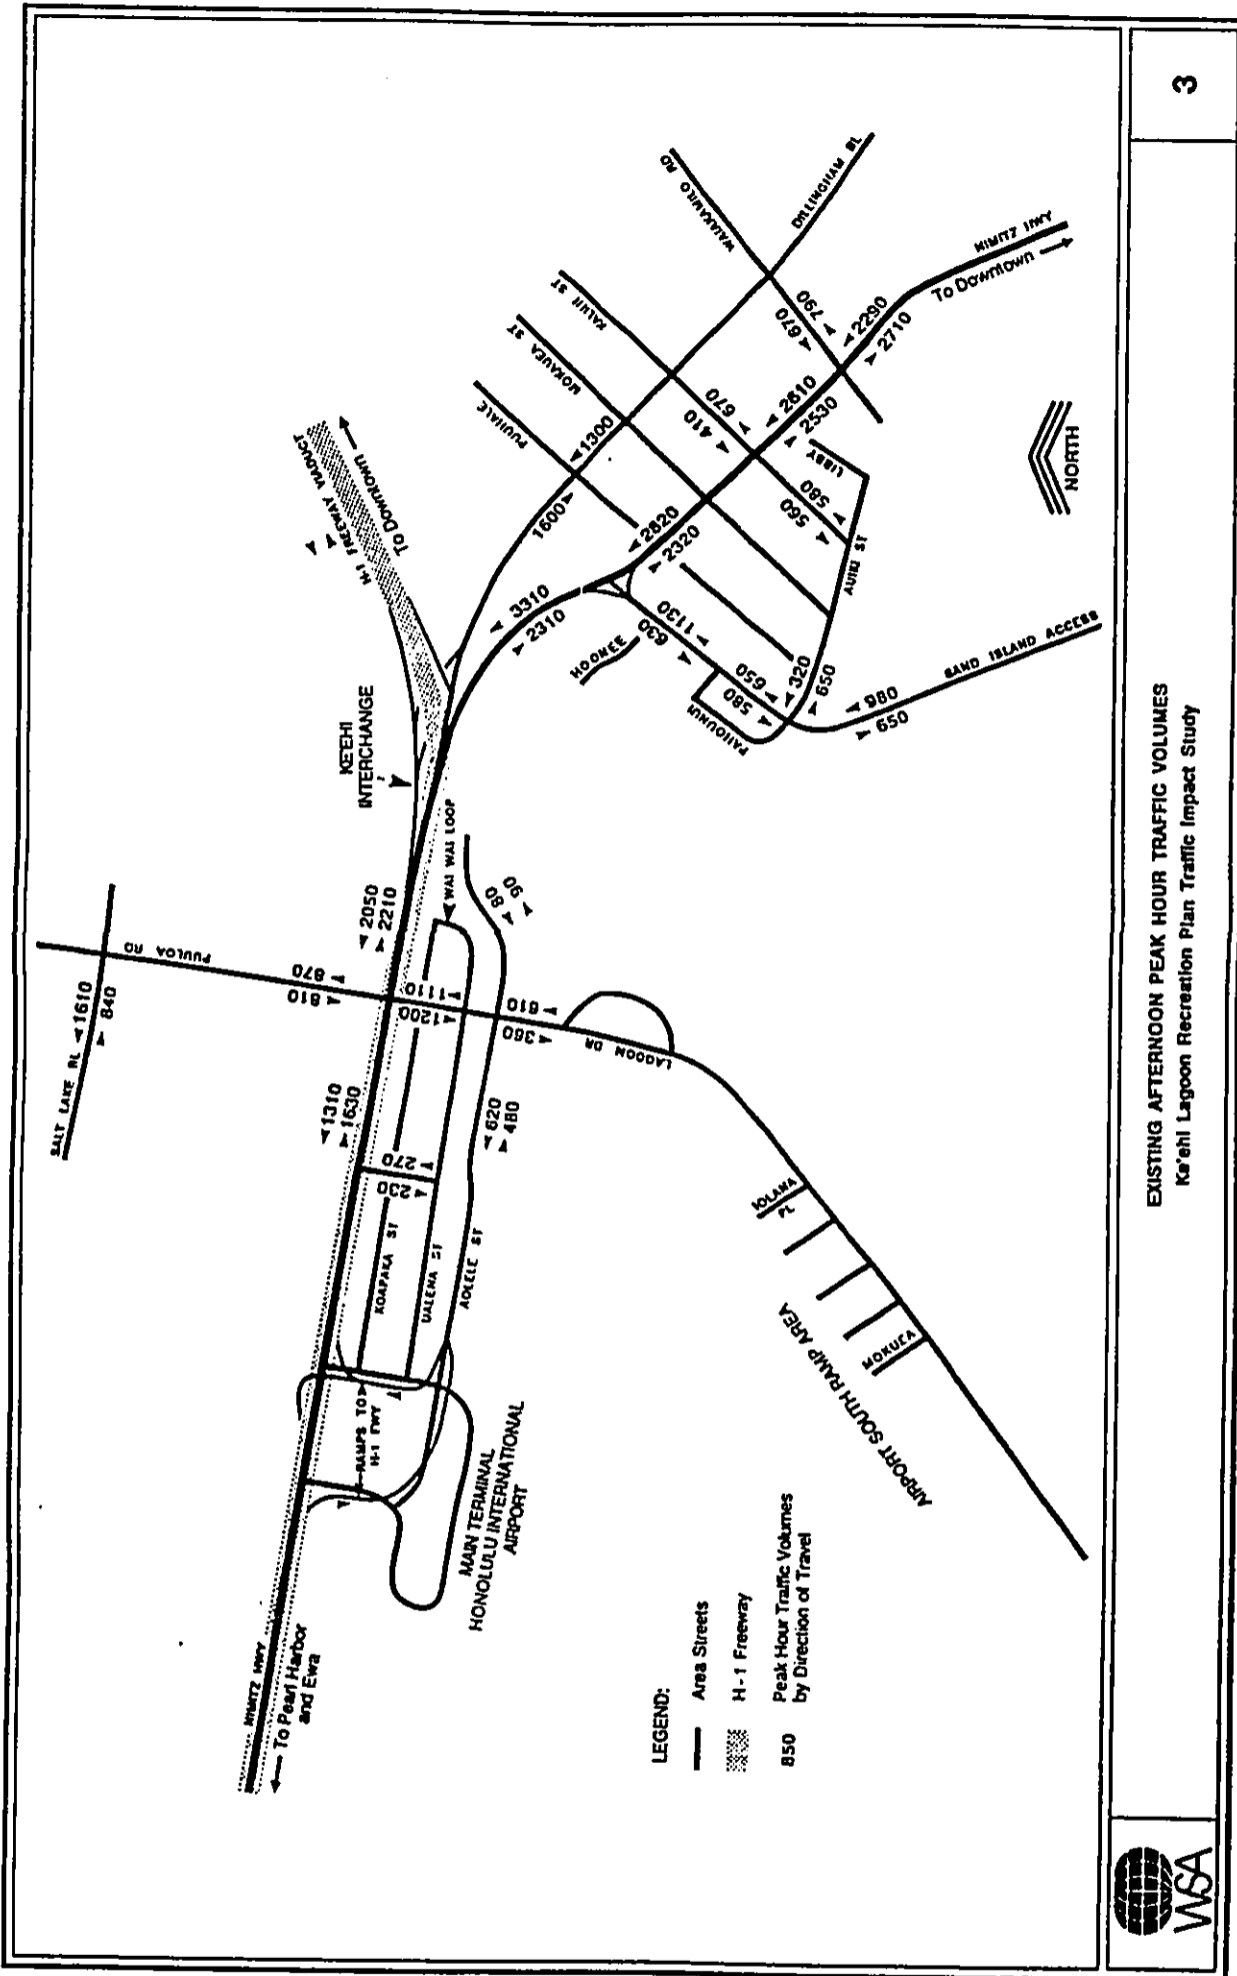 3
EXISTING AFTERNOON PEAK HOUR TRAFFIC VOLUMES
Ke'ehi Lagoon Recreation Plan Traffic Impact Study
WSA
NORTH
LEGEND:
Area Streets
H - 1 Freeway
850
Peak Hour Traffic Volumes
by Direction of Travel
NIMITZ HWY
To Pearl Harbor
and Ewa
MAIN TERMINAL
HONOLULU INTERNATIONAL
AIRPORT
RAMPS TO
H-1 FWY
KOAPAKA ST
UALENA ST
AOLELE ST
230
270
1310
1630
620
480
SALT LAKE BL
1610
840
PUULOA RD
810
870
1200
1110
360
610
LAGOON DR
2050
2210
WAI WAI LOOP
80
90
IOLANA
PL
MOKUEA
AIRPORT SOUTH RAMP AREA
KE'EHI
INTERCHANGE
H-1 FREEWAY VIADUCT
To Downtown
3310
2310
1600
1300
2820
2320
HOONEE
630
1130
580
650
PAHOUNUI
320
650
980
650
SAND ISLAND ACCESS
AUIKI ST
PUUHALE
MOKAUEA ST
KALIHI ST
410
670
560
580
LIBBY
2610
2530
WAIAKAMILO RD
670
790
DILLINGHAM BL
2290
2710
To Downtown
NIMITZ HWY